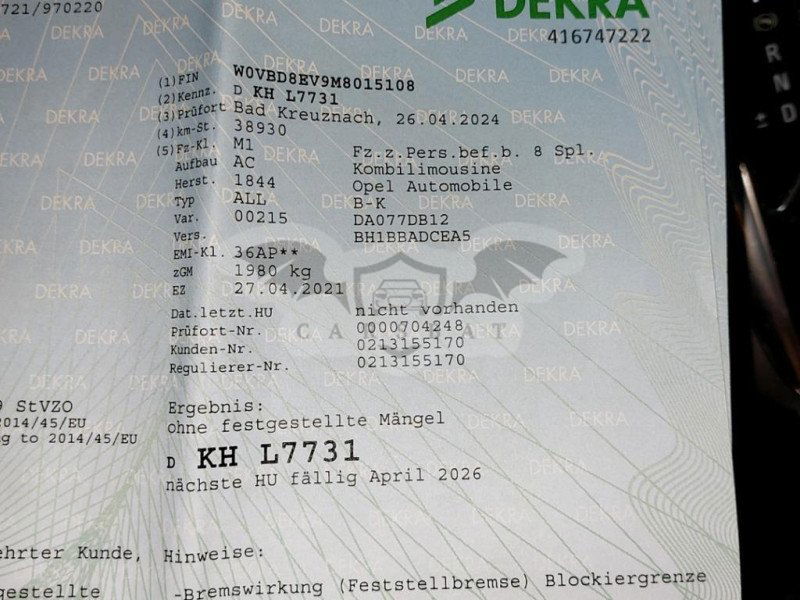 721/970220
DEKRA
416747222
(1) FIN W0VBD8EV9M8015108
(2) Kennz. D KH L7731
(3) Prüfort Bad Kreuznach, 26.04.2024
(4) km-St. 38930
(5) Fz-Kl. M1 Fz.z.Pers.bef.b. 8 Spl.
Aufbau AC Kombilimousine
Herst. 1844 Opel Automobile
Typ ALL B-K
Var. 00215 DA077DB12
Vers. BH1BBADCEA5
EMI-Kl. 36AP**
zGM 1980 kg
EZ 27.04.2021
Dat.letzt.HU nicht vorhanden
Prüfort-Nr. 0000704248
Kunden-Nr. 0213155170
Regulierer-Nr. 0213155170
9 StVZO
2014/45/EU
ng to 2014/45/EU
Ergebnis:
ohne festgestellte Mängel
D KH L7731
nächste HU fällig April 2026
ehrter Kunde,
gestellte
Hinweise:
-Bremswirkung (Feststellbremse) Blockiergrenze
R
N
D